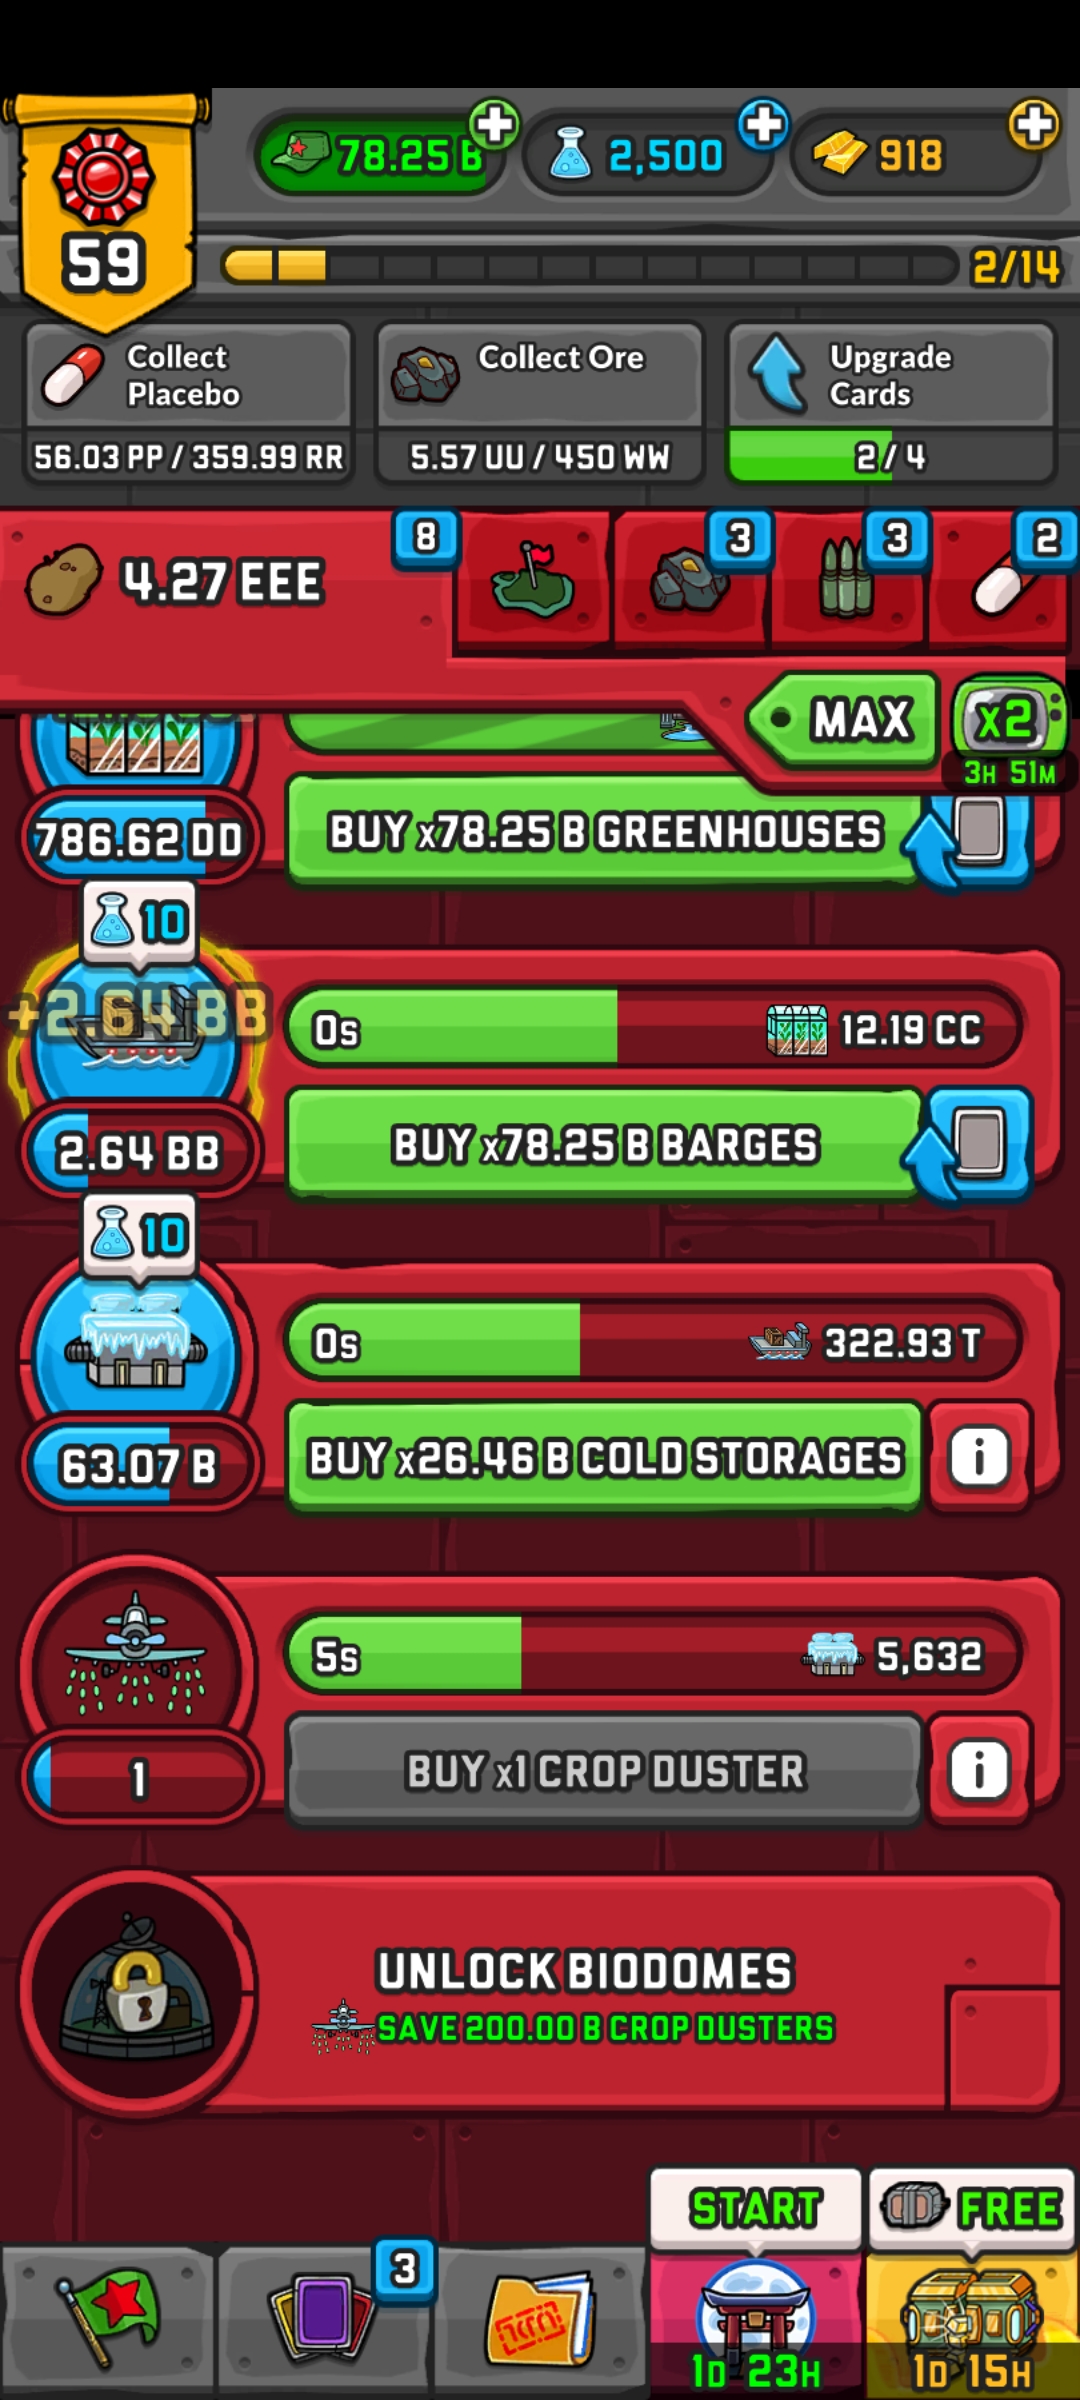 78.25 B
2,500
918
59
2/14
Collect Placebo
56.03 PP / 359.99 RR
Collect Ore
5.57 UU / 450 WW
Upgrade Cards
2 / 4
4.27 EEE
8
3
3
2
MAX
x2
3H 51M
786.62 DD
BUY x78.25 B GREENHOUSES
10
+2.64 BB
0s
12.19 CC
2.64 BB
BUY x78.25 B BARGES
10
0s
322.93 T
63.07 B
BUY x26.46 B COLD STORAGES
i
5s
5,632
1
BUY x1 CROP DUSTER
i
UNLOCK BIODOMES
SAVE 200.00 B CROP DUSTERS
START
FREE
3
1D 23H
1D 15H